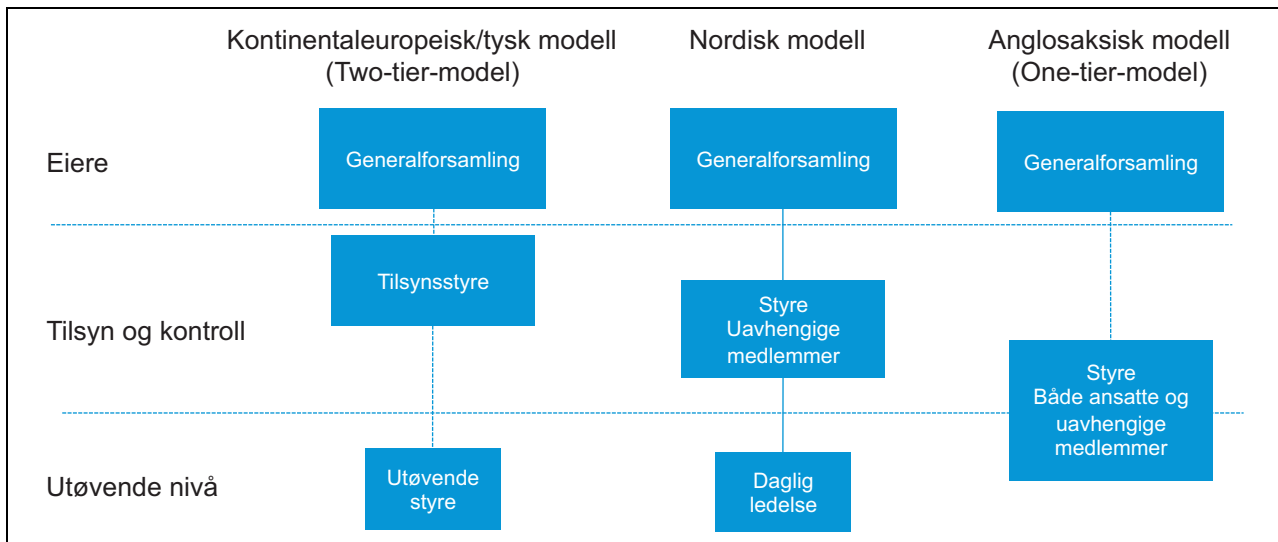 Kontinentaleuropeisk/tysk modell
(Two-tier-model)
Nordisk modell
Anglosaksisk modell
(One-tier-model)
Eiere
Generalforsamling
Generalforsamling
Generalforsamling
Tilsyn og kontroll
Tilsynsstyre
Styre
Uavhengige
medlemmer
Styre
Både ansatte og
uavhengige
medlemmer
Utøvende nivå
Utøvende
styre
Daglig
ledelse